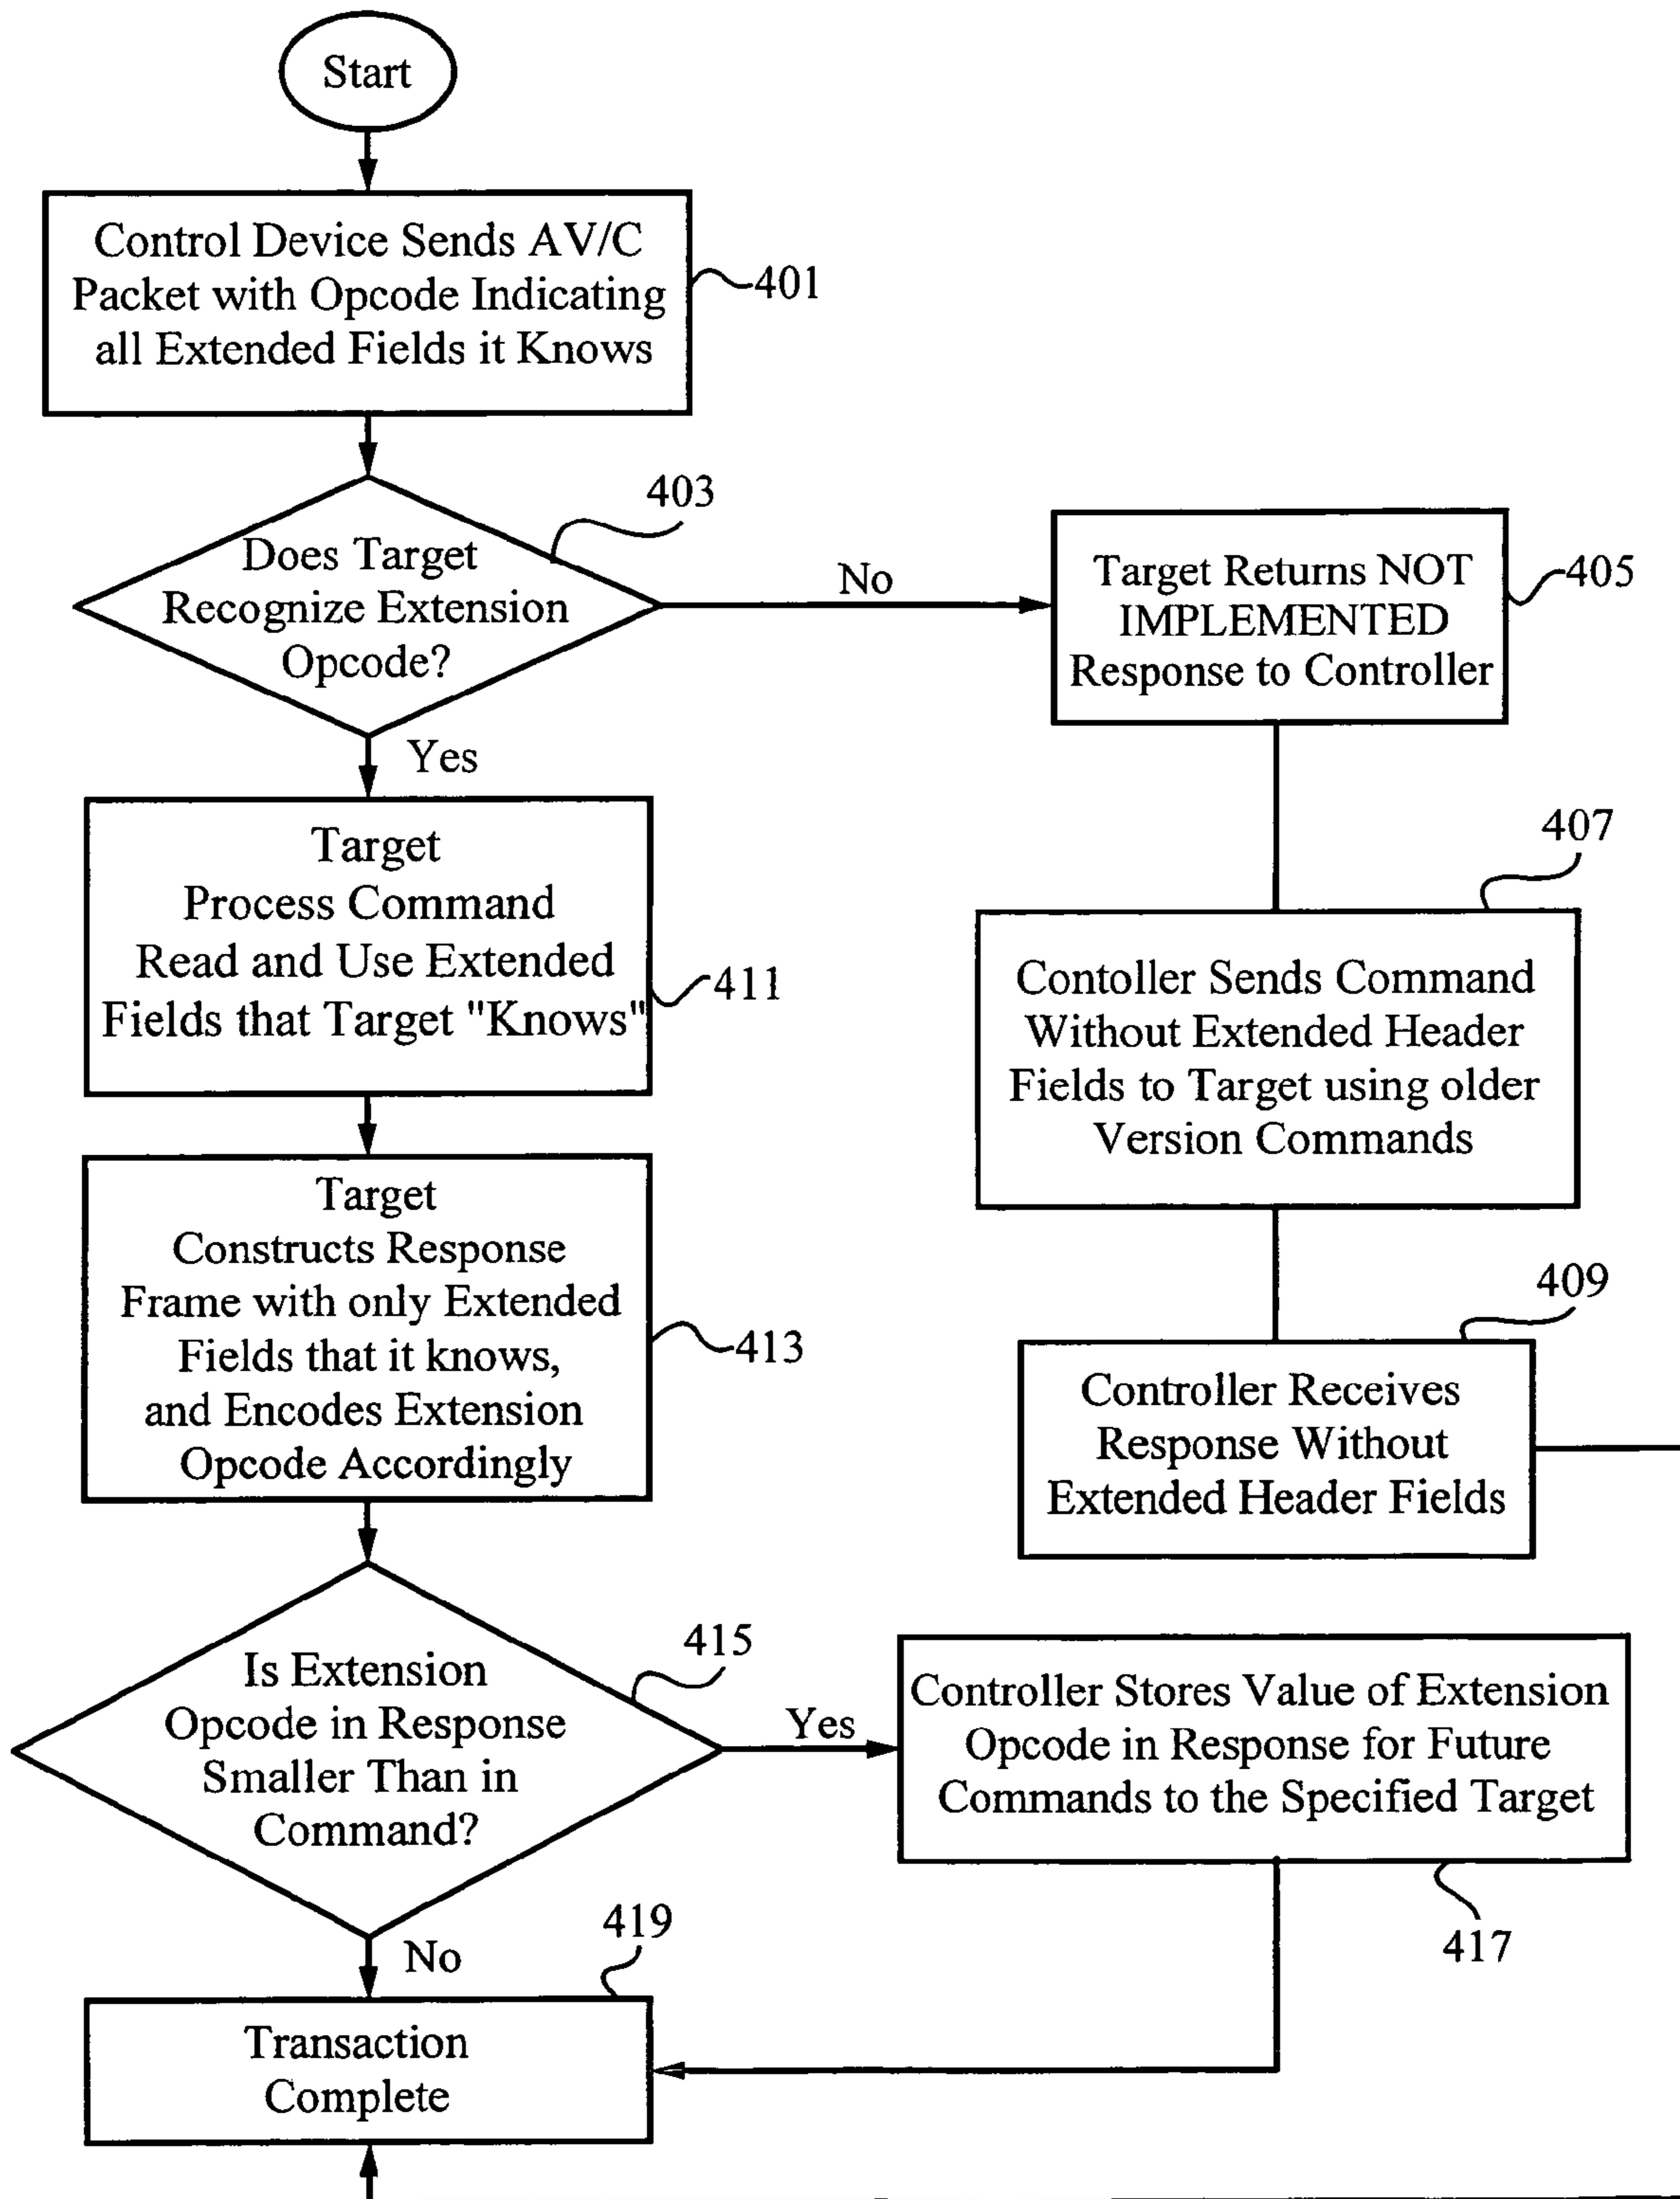 Start
Control Device Sends AV/C
Packet with Opcode Indicating
all Extended Fields it Knows
401
403
Does Target
Recognize Extension
Opcode?
No
Target Returns NOT
IMPLEMENTED
Response to Controller
405
Yes
407
Target
Process Command
Read and Use Extended
Fields that Target "Knows"
411
Contoller Sends Command
Without Extended Header
Fields to Target using older
Version Commands
Target
Constructs Response
Frame with only Extended
Fields that it knows,
and Encodes Extension
Opcode Accordingly
413
409
Controller Receives
Response Without
Extended Header Fields
415
Is Extension
Opcode in Response
Smaller Than in
Command?
Yes
Controller Stores Value of Extension
Opcode in Response for Future
Commands to the Specified Target
417
No
419
Transaction
Complete